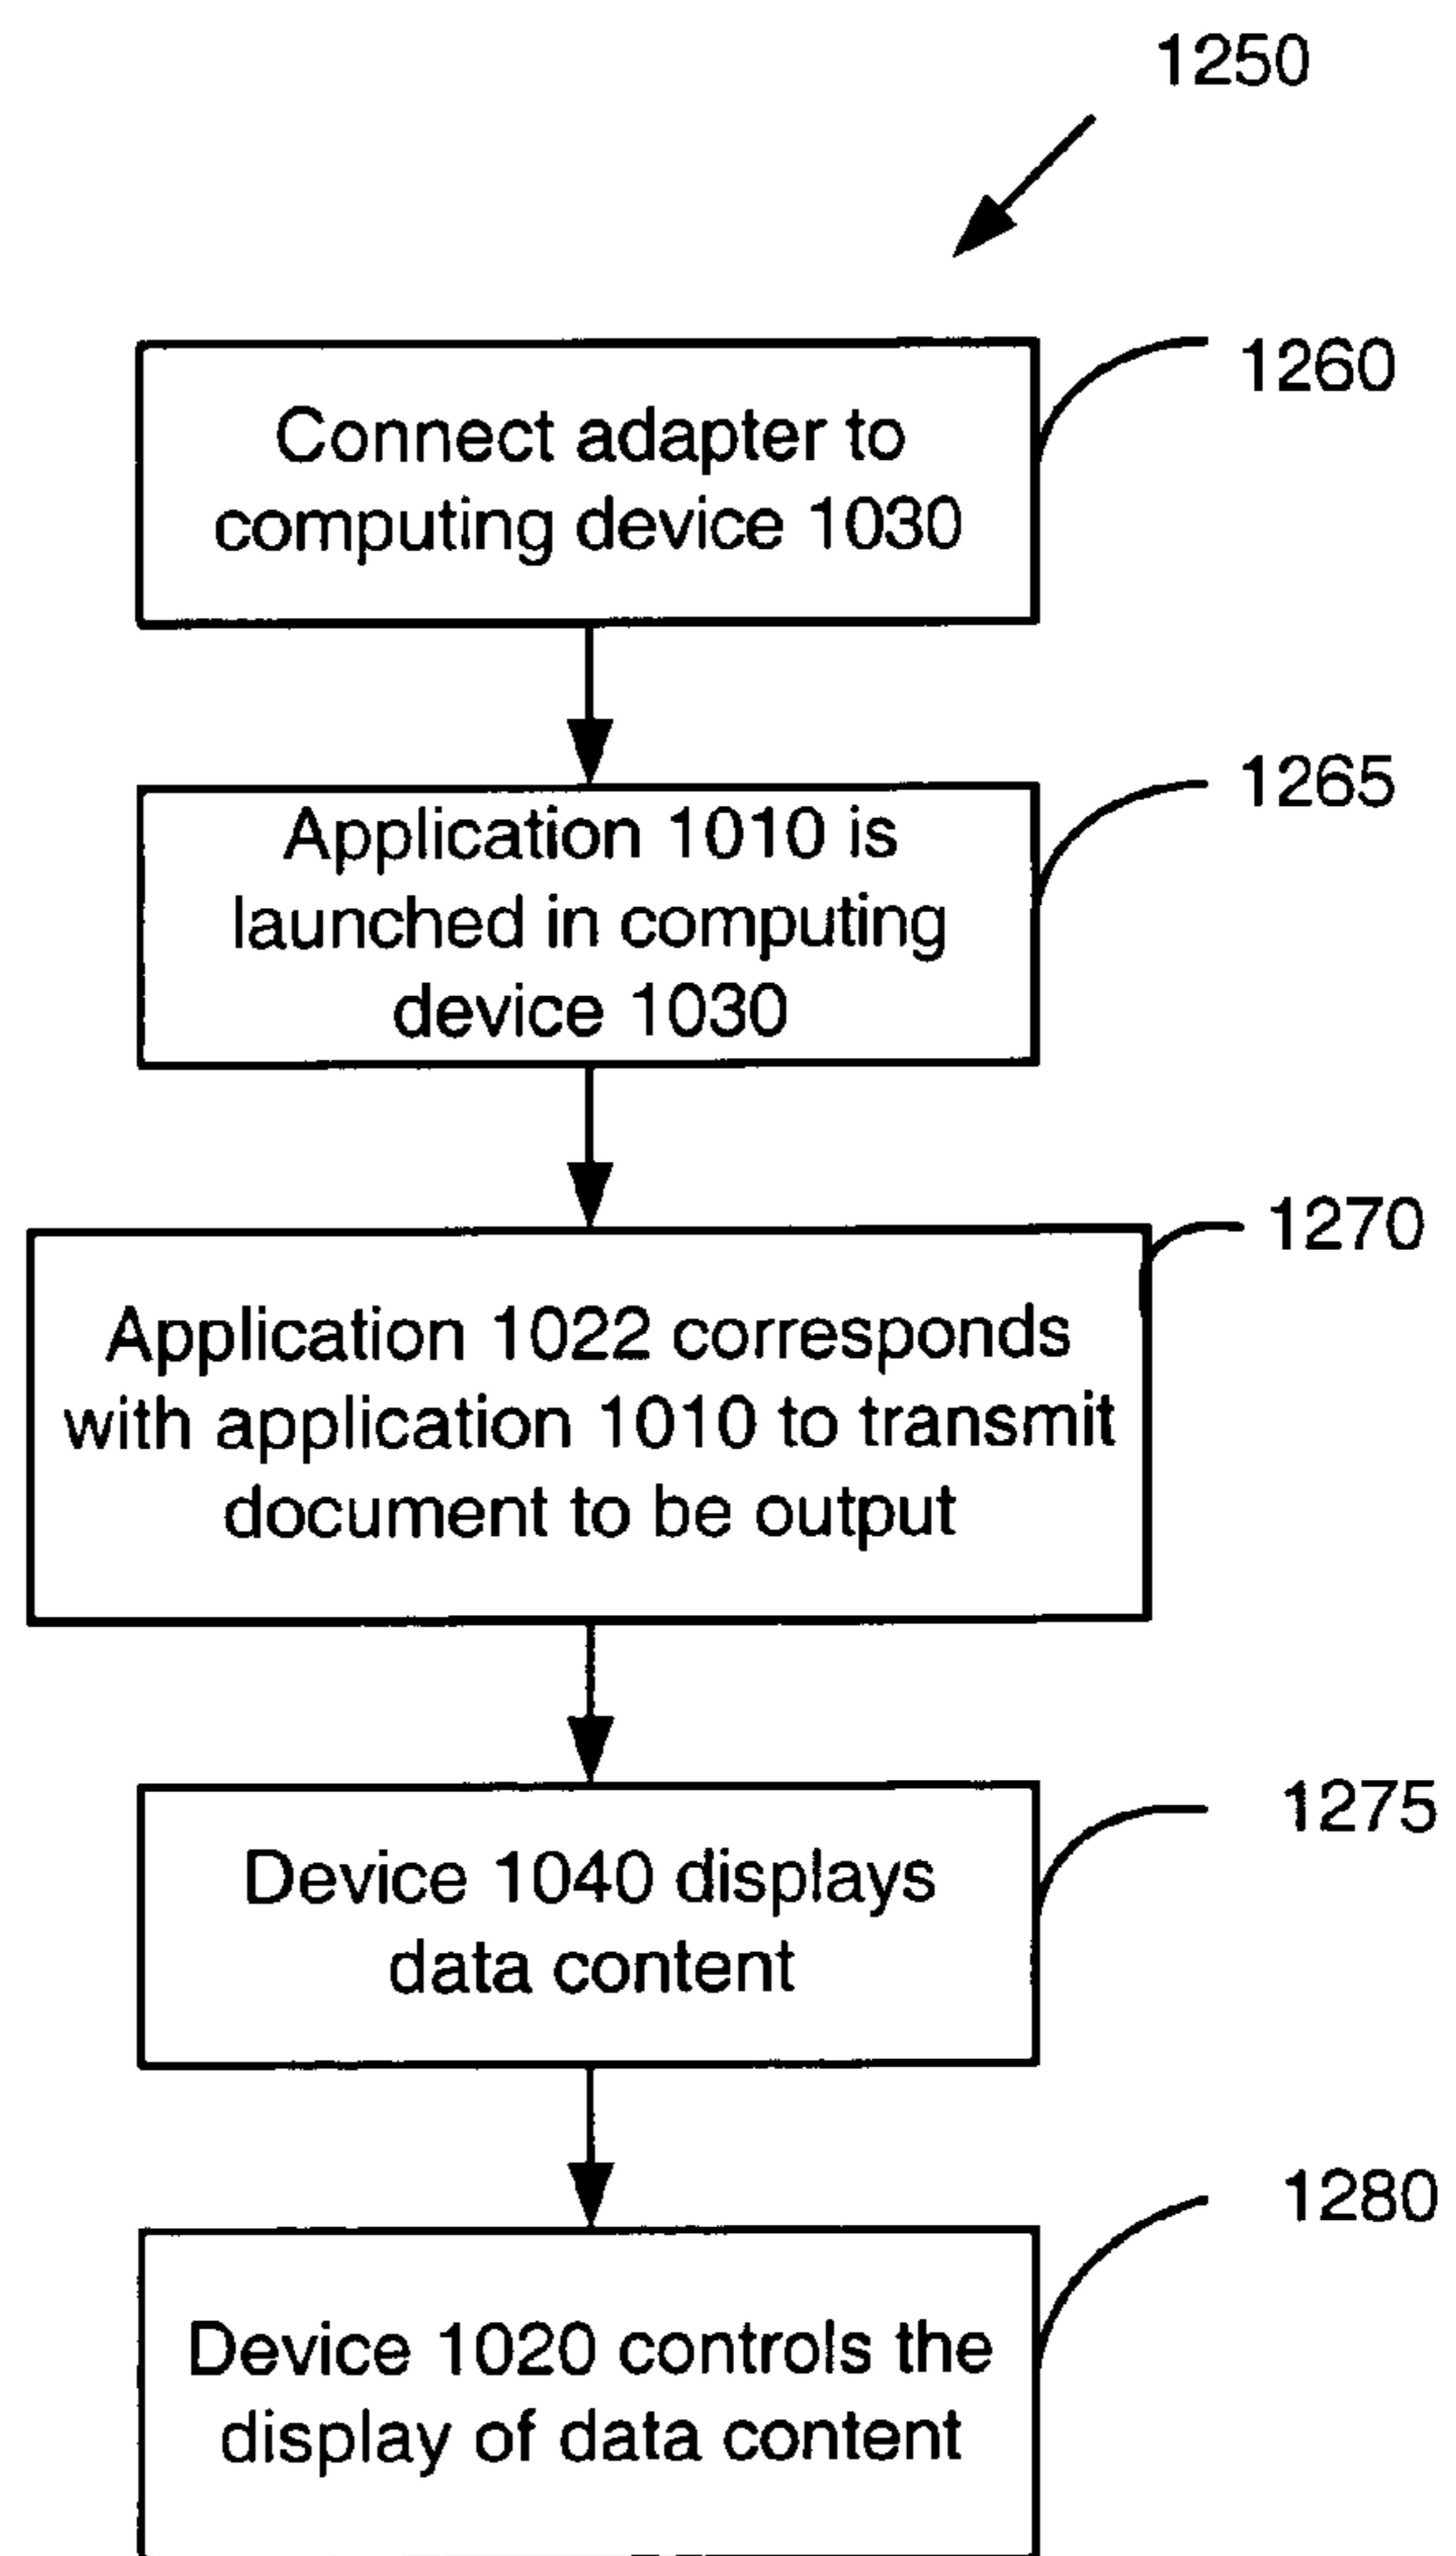 1250
1260
Connect adapter to
computing device 1030
1265
Application 1010 is
launched in computing
device 1030
1270
Application 1022 corresponds
with application 1010 to transmit
document to be output
1275
Device 1040 displays
data content
1280
Device 1020 controls the
display of data content